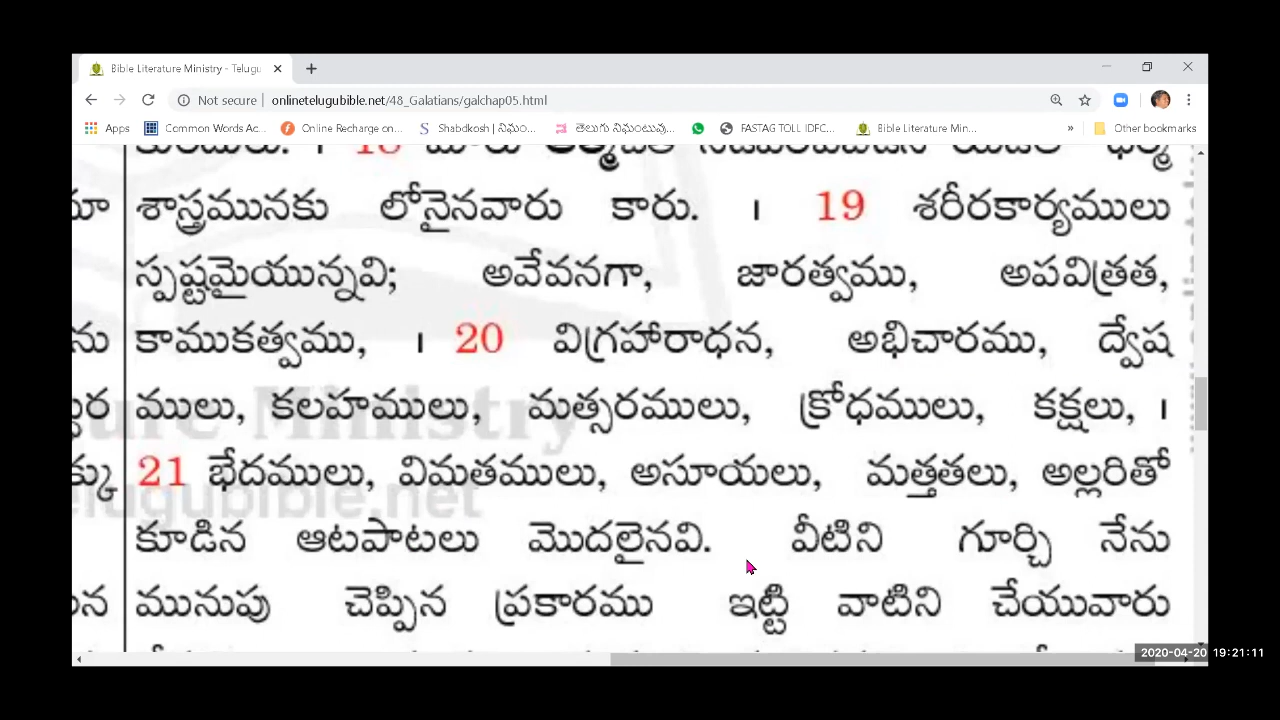 Bible Literature Ministry - Telugu
Not secure | onlinetelugubible.net/48_Galatians/galchap05.html
Apps Common Words Ac... Online Recharge on... Shabdkosh | నిఘం... తెలుగు నిఘంటువు... FASTAG TOLL IDFC... Bible Literature Min... » Other bookmarks
శాస్త్రమునకు లోనైనవారు కారు. । 19 శరీరకార్యములు
స్పష్టమైయున్నవి; అవేవనగా, జారత్వము, అపవిత్రత,
ను కాముకత్వము, । 20 విగ్రహారాధన, అభిచారము, ద్వేష
ములు, కలహములు, మత్సరములు, క్రోధములు, కక్షలు, ।
క్కు 21 భేదములు, విమతములు, అసూయలు, మత్తతలు, అల్లరితో
కూడిన ఆటపాటలు మొదలైనవి. వీటిని గూర్చి నేను
మునుపు చెప్పిన ప్రకారము ఇట్టి వాటిని చేయువారు
ure Ministry
elugubible.net
2020-04-20 19:21:11